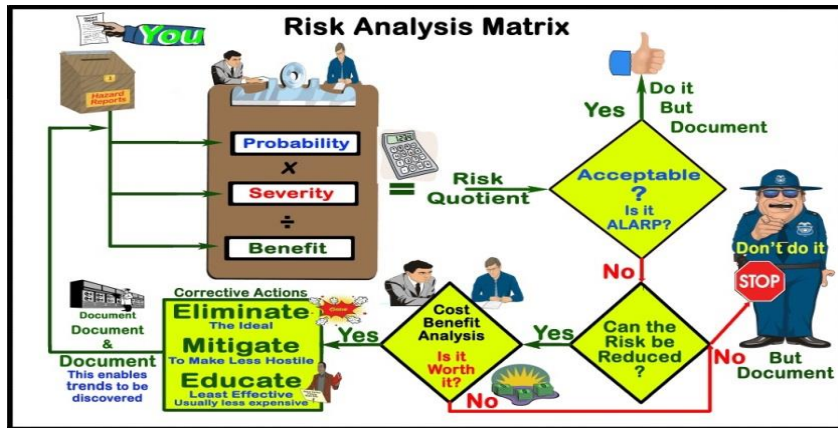 Risk Analysis Matrix
You
Hazard
Reports
Probability
x
Severity
÷
Benefit
=
Risk
Quotient
Acceptable
?
Is it
ALARP?
Yes
Do it
But
Document
No
Can the
Risk be
Reduced
?
No
Don't do it
STOP
But Document
Yes
Cost
Benefit
Analysis
Is it
Worth
it?
No
Yes
Corrective Actions
Eliminate
The Ideal
Mitigate
To Make Less Hostile
Educate
Least Effective
Usually less expensive
Document
Document
&
Document
This enables
trends to be
discovered